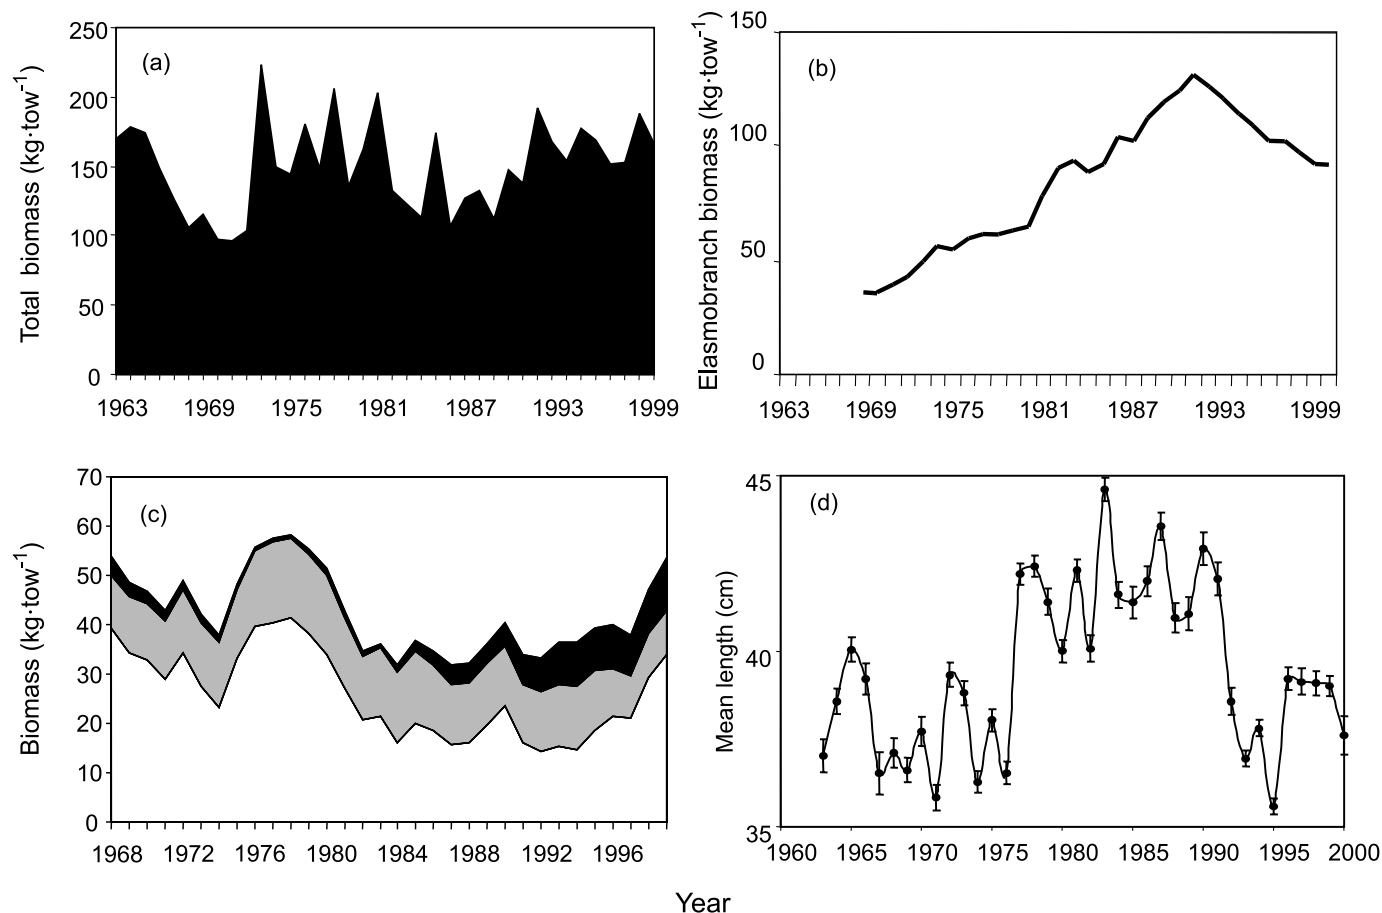 (a)
Total biomass (kg·tow⁻¹)
250
200
150
100
50
0
1963 1969 1975 1981 1987 1993 1999
(b)
Elasmobranch biomass (kg·tow⁻¹)
150
100
50
0
1963 1969 1975 1981 1987 1993 1999
(c)
Biomass (kg·tow⁻¹)
70
60
50
40
30
20
10
0
1968 1972 1976 1980 1984 1988 1992 1996
(d)
Mean length (cm)
45
40
35
1960 1965 1970 1975 1980 1985 1990 1995 2000
Year